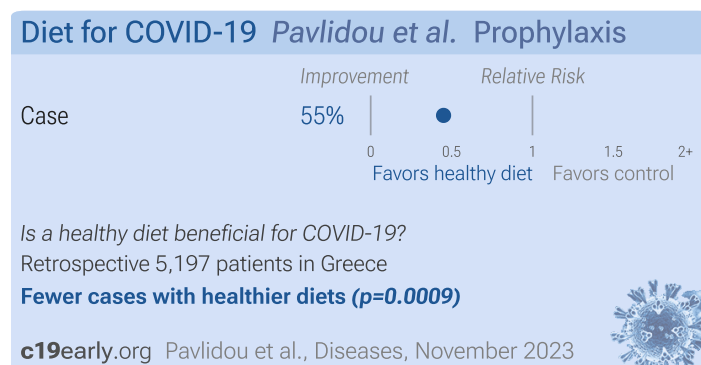 Diet for COVID-19 Pavlidou et al. Prophylaxis
Improvement Relative Risk
Case 55%
0 0.5 1 1.5 2+
Favors healthy diet Favors control
Is a healthy diet beneficial for COVID-19?
Retrospective 5,197 patients in Greece
Fewer cases with healthier diets (p=0.0009)
c19early.org Pavlidou et al., Diseases, November 2023